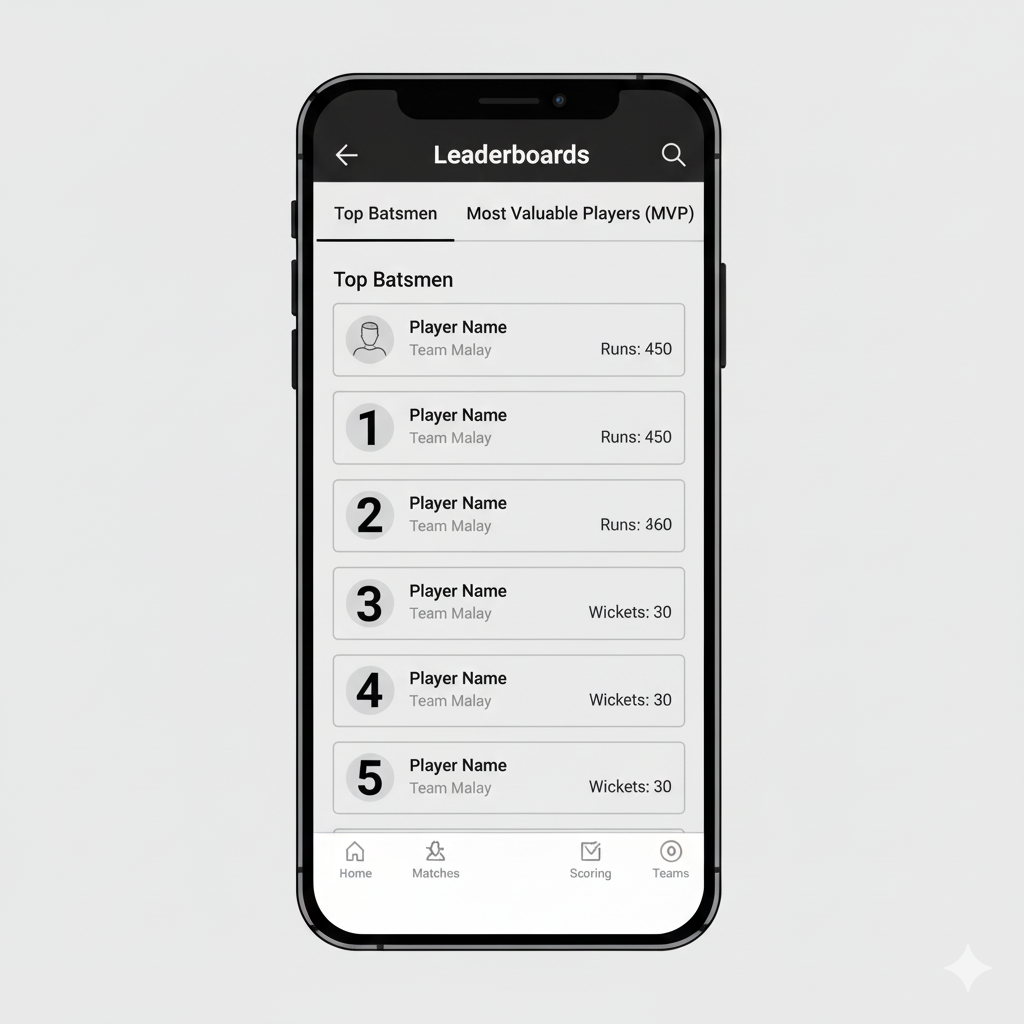 Leaderboards
Top Batsmen Most Valuable Players (MVP)
Top Batsmen
Player Name
Team Malay
Runs: 450
1
Player Name
Team Malay
Runs: 450
2
Player Name
Team Malay
Runs:
3
Player Name
Team Malay
Wickets: 30
4
Player Name
Team Malay
Wickets: 30
5
Player Name
Team Malay
Wickets: 30
Home Matches Scoring Teams